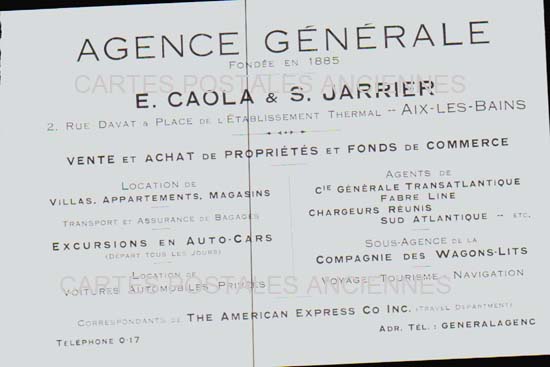 AGENCE GÉNÉRALE
FONDÉE EN 1885
CARTES POSTALES ANCIENNES
E. CAOLA & S. JARRIER
2. RUE DAVAT & PLACE DE L'ÉTABLISSEMENT THERMAL -- AIX-LES-BAINS
VENTE ET ACHAT DE PROPRIÉTÉS ET FONDS DE COMMERCE
LOCATION DE
VILLAS, APPARTEMENTS, MAGASINS
TRANSPORT ET ASSURANCE DE BAGAGES
EXCURSIONS EN AUTO-CARS
(DÉPART TOUS LES JOURS)
LOCATION DE
VOITURES AUTOMOBILES PRIVÉES
AGENTS DE
CIE GÉNÉRALE TRANSATLANTIQUE
FABRE LINE
CHARGEURS RÉUNIS
SUD ATLANTIQUE -- ETC.
SOUS-AGENCE DE LA
COMPAGNIE DES WAGONS-LITS
CARTES POSTALES ANCIENNES
VOYAGE - TOURISME - NAVIGATION
CORRESPONDANTS DE THE AMERICAN EXPRESS CO INC. (TRAVEL DEPARTMENT)
TÉLÉPHONE 0-17
ADR. TÉL. : GENERALAGENC